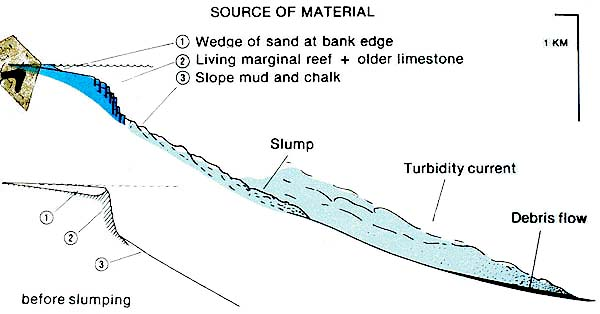 SOURCE OF MATERIAL
① Wedge of sand at bank edge
② Living marginal reef + older limestone
③ Slope mud and chalk
1 KM
Slump
Turbidity current
Debris flow
①
②
③
before slumping